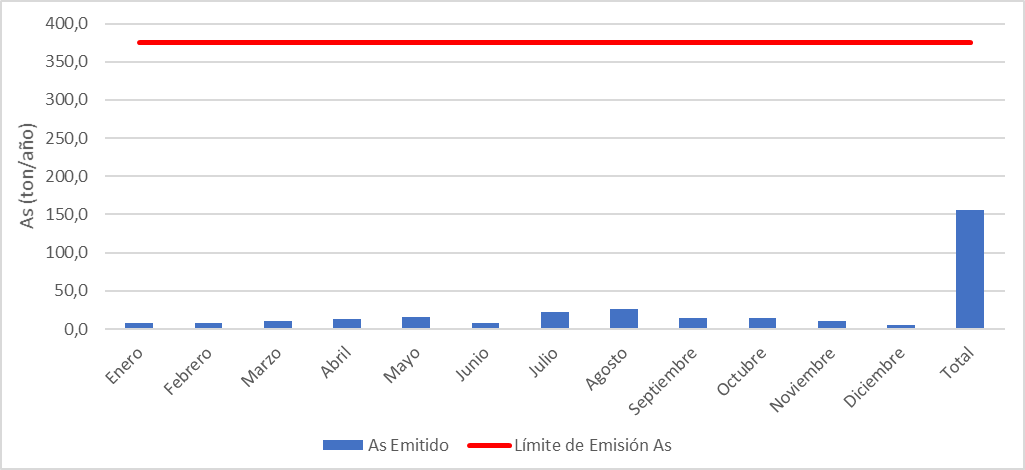 400,0
350,0
300,0
250,0
200,0
150,0
100,0
50,0
0,0
As (ton/año)
Enero
Febrero
Marzo
Abril
Mayo
Junio
Julio
Agosto
Septiembre
Octubre
Noviembre
Diciembre
Total
As Emitido
Límite de Emisión As